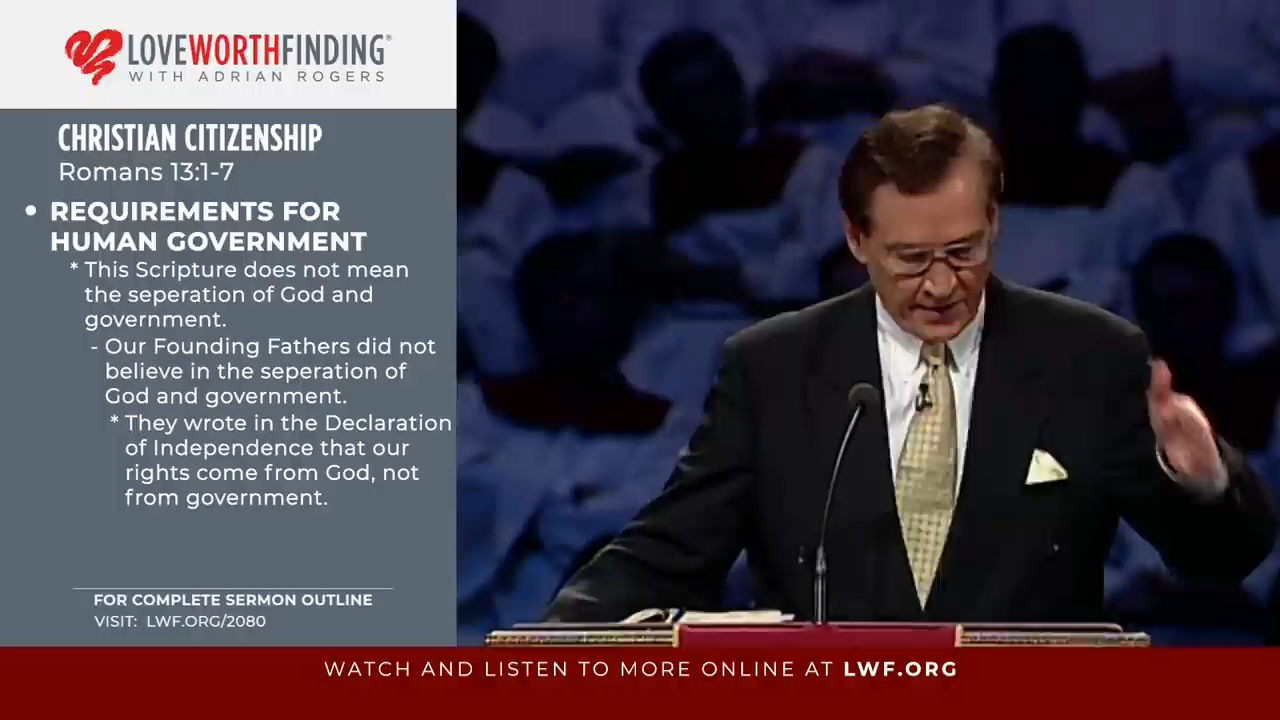 LOVEWORTHFINDING®
WITH ADRIAN ROGERS
CHRISTIAN CITIZENSHIP
Romans 13:1-7
• REQUIREMENTS FOR
HUMAN GOVERNMENT
* This Scripture does not mean
the seperation of God and
government.
- Our Founding Fathers did not
believe in the seperation of
God and government.
* They wrote in the Declaration
of Independence that our
rights come from God, not
from government.
FOR COMPLETE SERMON OUTLINE
VISIT: LWF.ORG/2080
WATCH AND LISTEN TO MORE ONLINE AT LWF.ORG